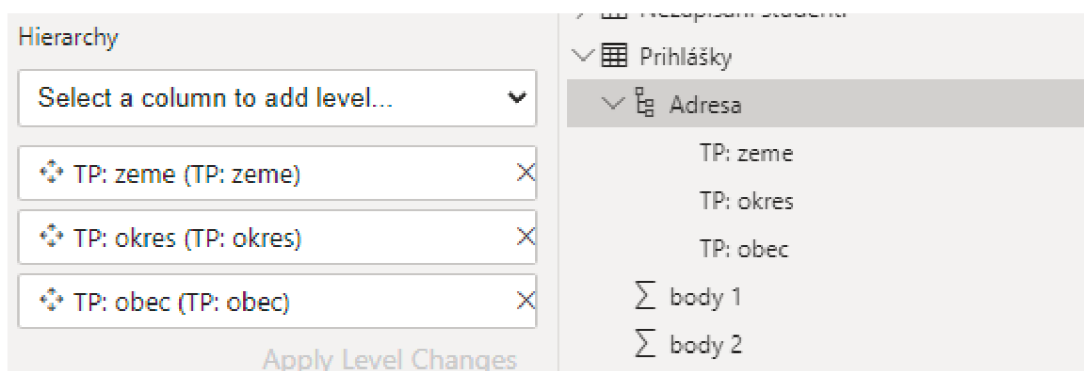 Hierarchy
Select a column to add level...
TP: zeme (TP: zeme)
TP: okres (TP: okres)
TP: obec (TP: obec)
Apply Level Changes
Prihlášky
Adresa
TP: zeme
TP: okres
TP: obec
body 1
body 2